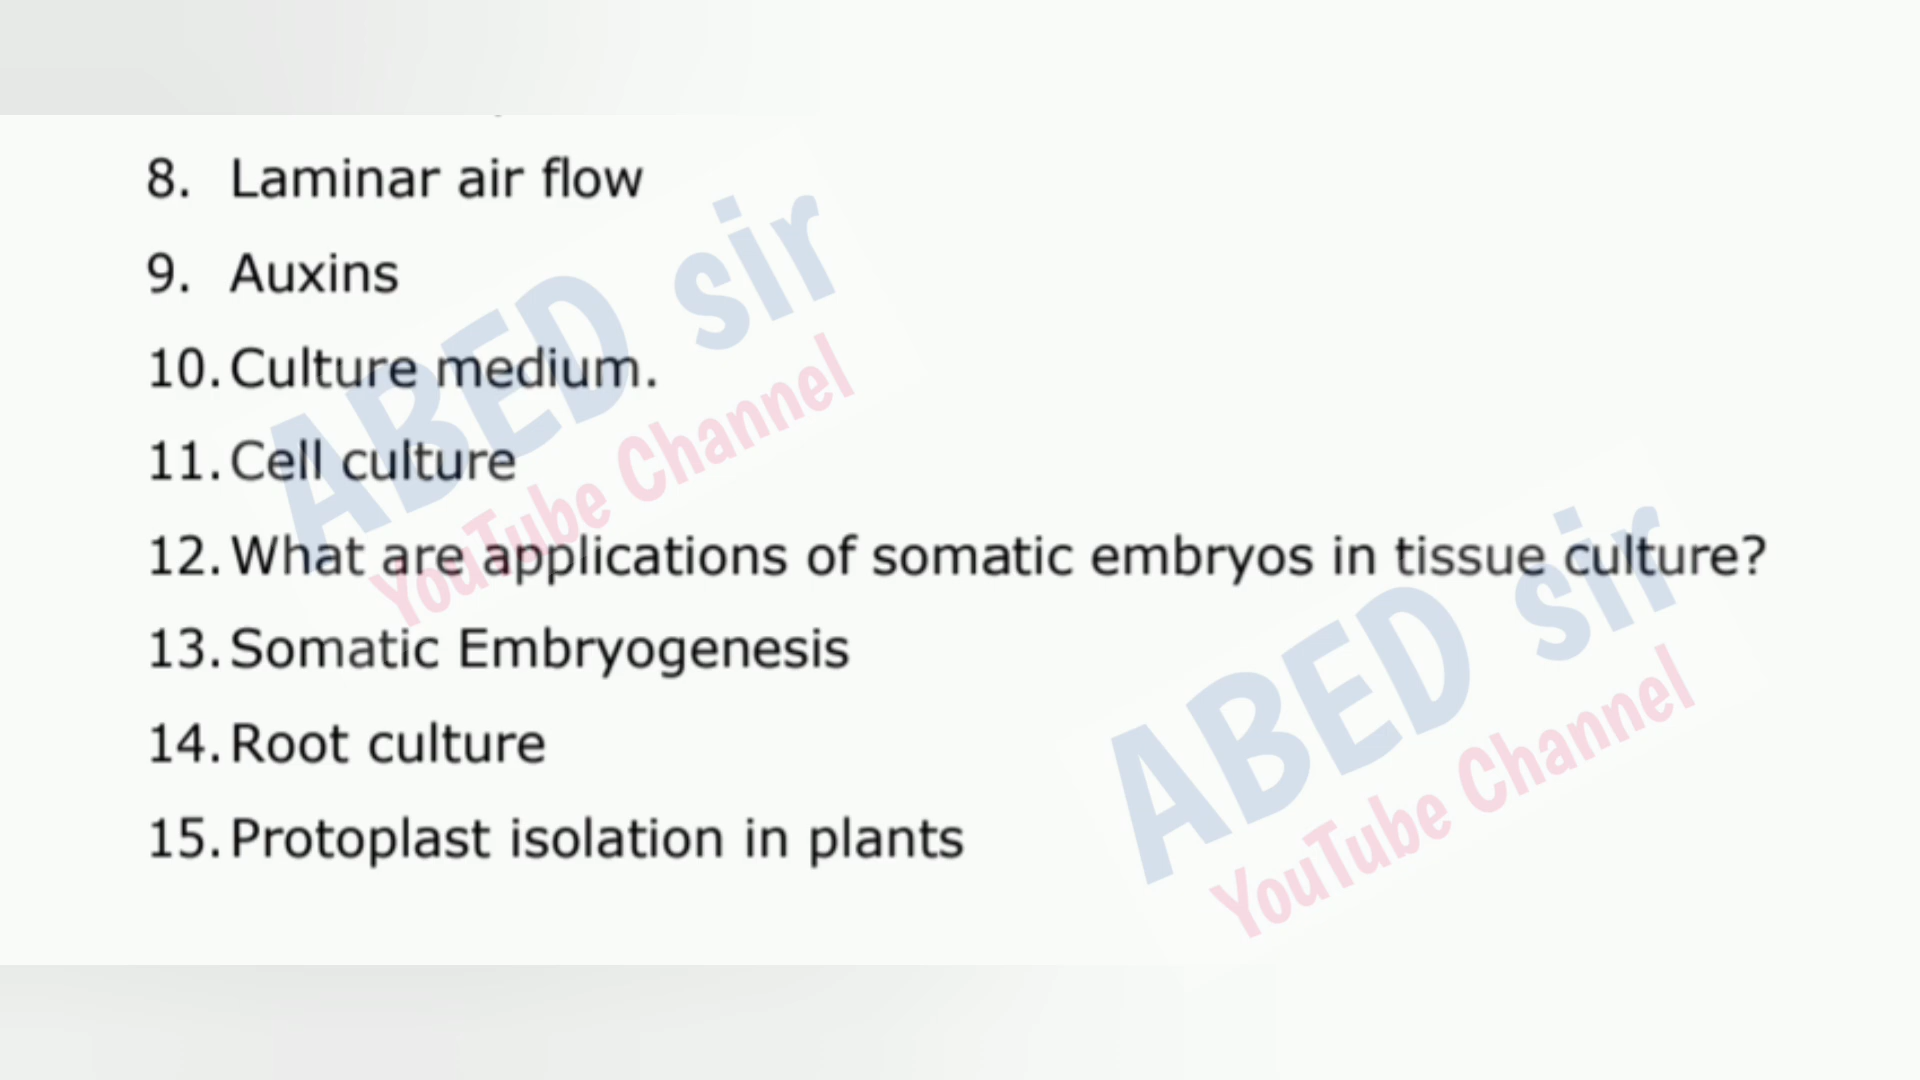 8. Laminar air flow
9. Auxins
10. Culture medium.
11. Cell culture
12. What are applications of somatic embryos in tissue culture?
13. Somatic Embryogenesis
14. Root culture
15. Protoplast isolation in plants
ABED sir
YouTube Channel
ABED sir
YouTube Channel